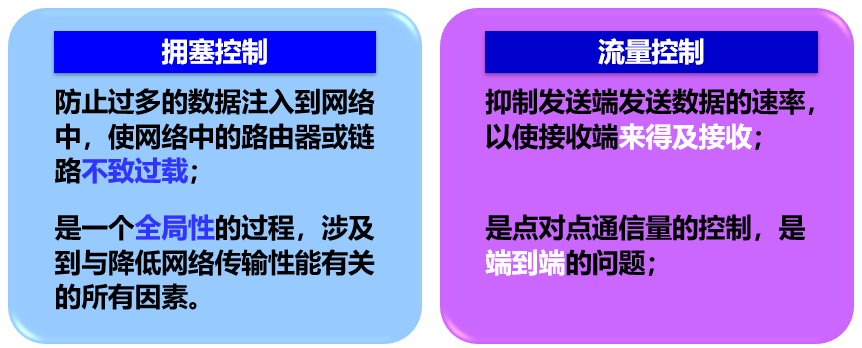 拥塞控制
防止过多的数据注入到网络
中，使网络中的路由器或链
路不致过载；
是一个全局性的过程，涉及
到与降低网络传输性能有关
的所有因素。
流量控制
抑制发送端发送数据的速率，
以使接收端来得及接收；
是点对点通信量的控制，是
端到端的问题；